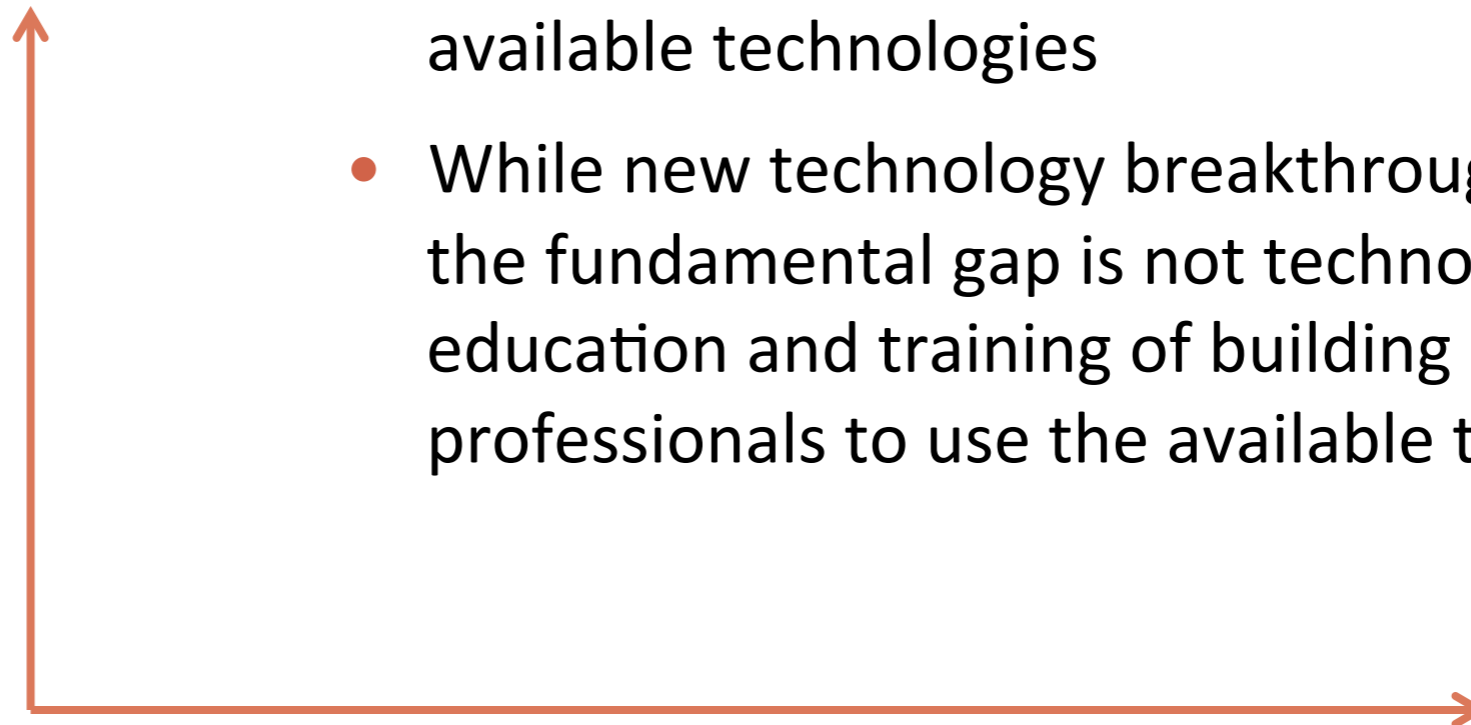 available technologies
• While new technology breakthroug
the fundamental gap is not techno
education and training of building
professionals to use the available t